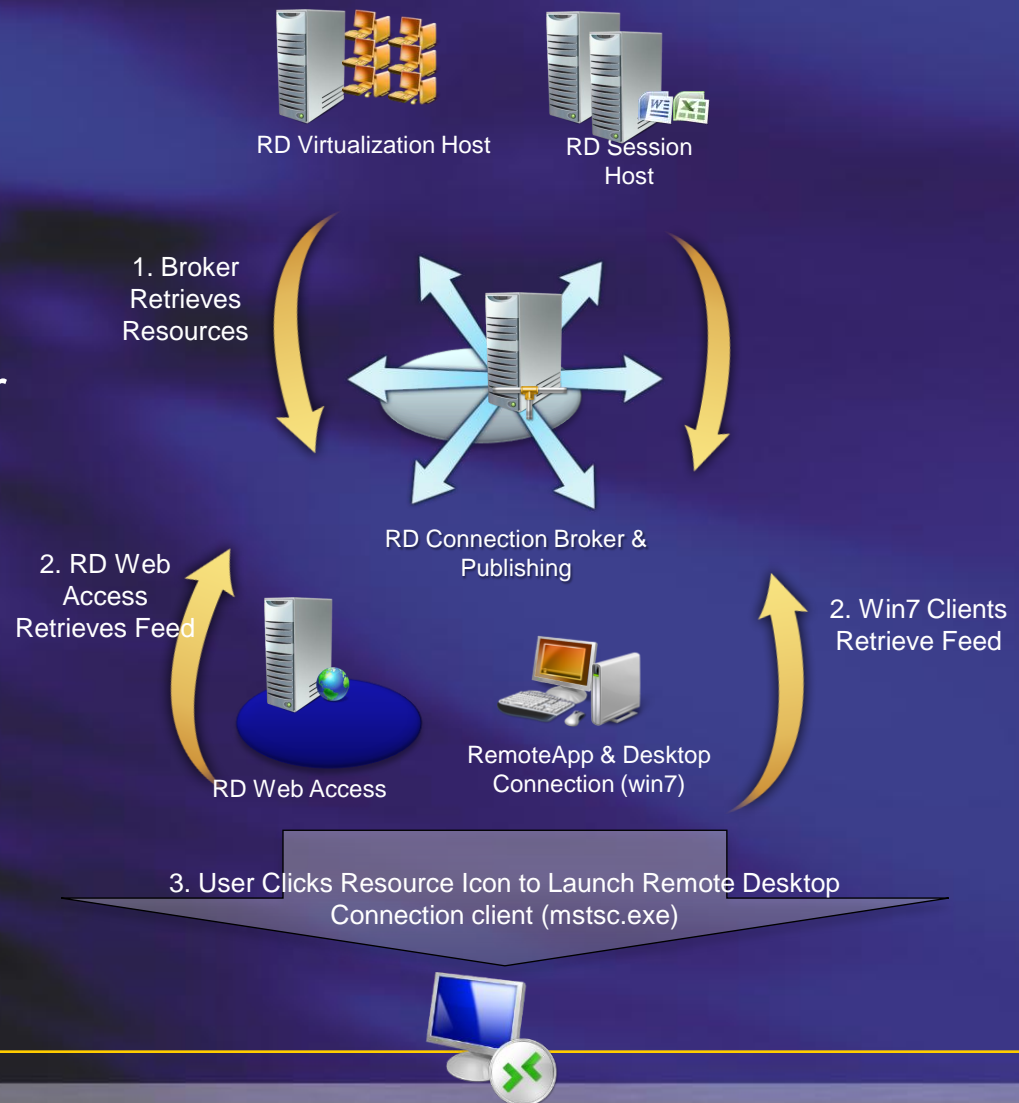 RD Virtualization Host
RD Session
Host
1. Broker
Retrieves
Resources
RD Connection Broker &
Publishing
2. RD Web
Access
Retrieves Feed
2. Win7 Clients
Retrieve Feed
RD Web Access
RemoteApp & Desktop
Connection (win7)
3. User Clicks Resource Icon to Launch Remote Desktop
Connection client (mstsc.exe)